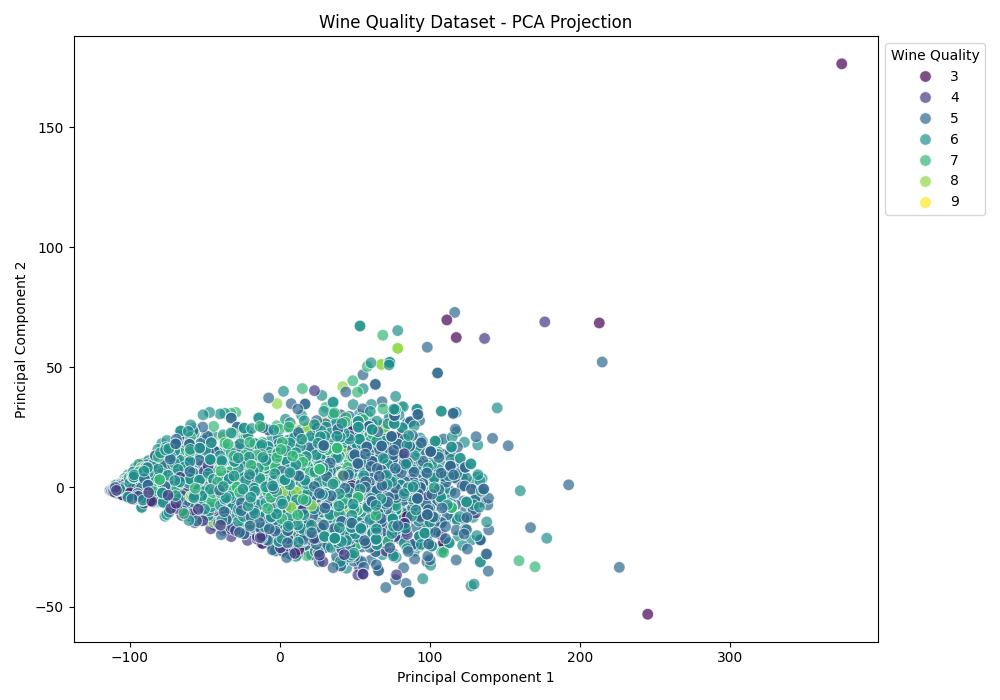 Wine Quality Dataset - PCA Projection
Wine Quality
3
4
5
6
7
8
9
150
100
50
0
−50
Principal Component 2
−100 0 100 200 300
Principal Component 1